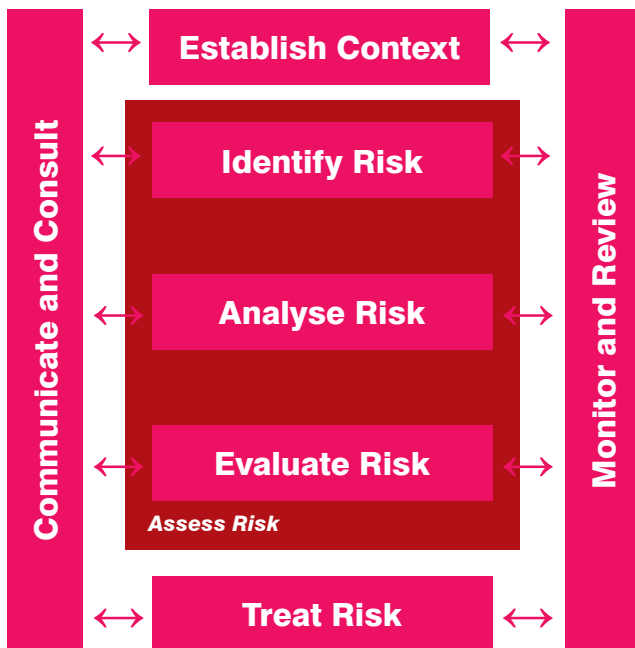 Establish Context
Communicate and Consult
Identify Risk
Analyse Risk
Evaluate Risk
Assess Risk
Treat Risk
Monitor and Review